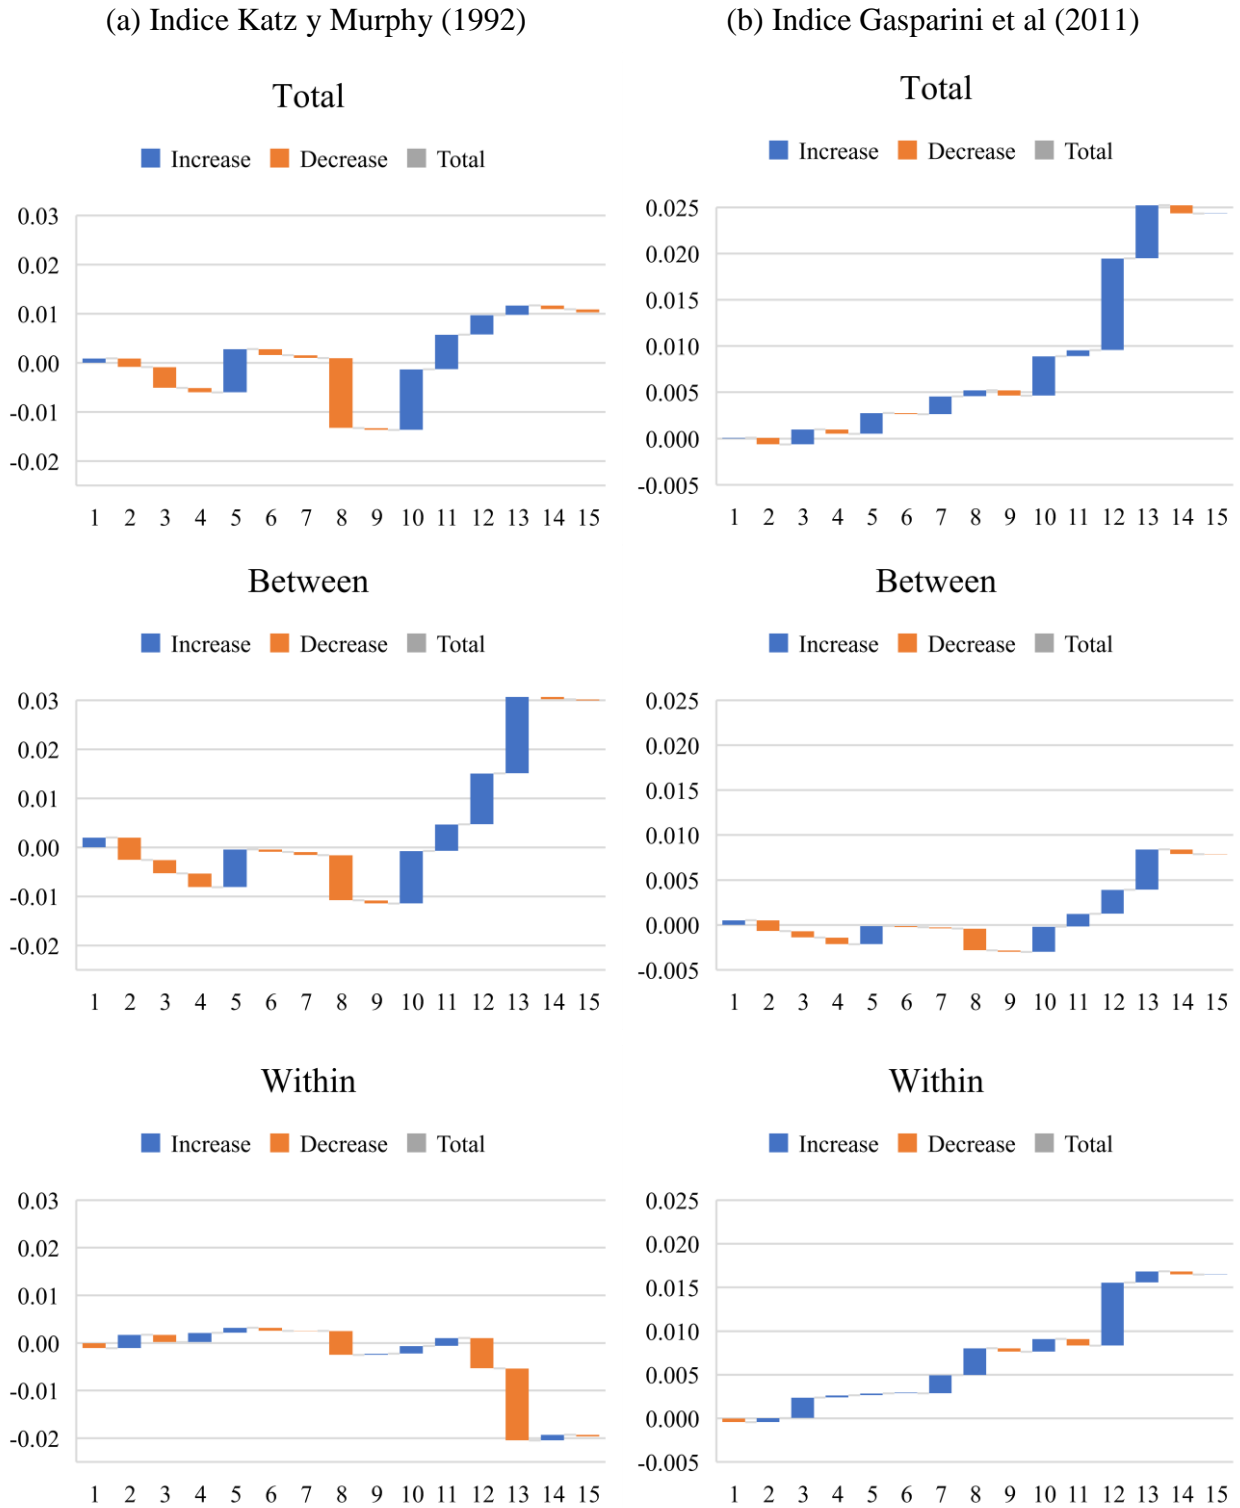 (a) Indice Katz y Murphy (1992)
Total
Increase Decrease Total
0.03
0.02
0.01
0.00
-0.01
-0.02
1 2 3 4 5 6 7 8 9 10 11 12 13 14 15
Between
Increase Decrease Total
0.03
0.02
0.01
0.00
-0.01
-0.02
1 2 3 4 5 6 7 8 9 10 11 12 13 14 15
Within
Increase Decrease Total
0.03
0.02
0.01
0.00
-0.01
-0.02
1 2 3 4 5 6 7 8 9 10 11 12 13 14 15
(b) Indice Gasparini et al (2011)
Total
Increase Decrease Total
0.025
0.020
0.015
0.010
0.005
0.000
-0.005
1 2 3 4 5 6 7 8 9 10 11 12 13 14 15
Between
Increase Decrease Total
0.025
0.020
0.015
0.010
0.005
0.000
-0.005
1 2 3 4 5 6 7 8 9 10 11 12 13 14 15
Within
Increase Decrease Total
0.025
0.020
0.015
0.010
0.005
0.000
-0.005
1 2 3 4 5 6 7 8 9 10 11 12 13 14 15